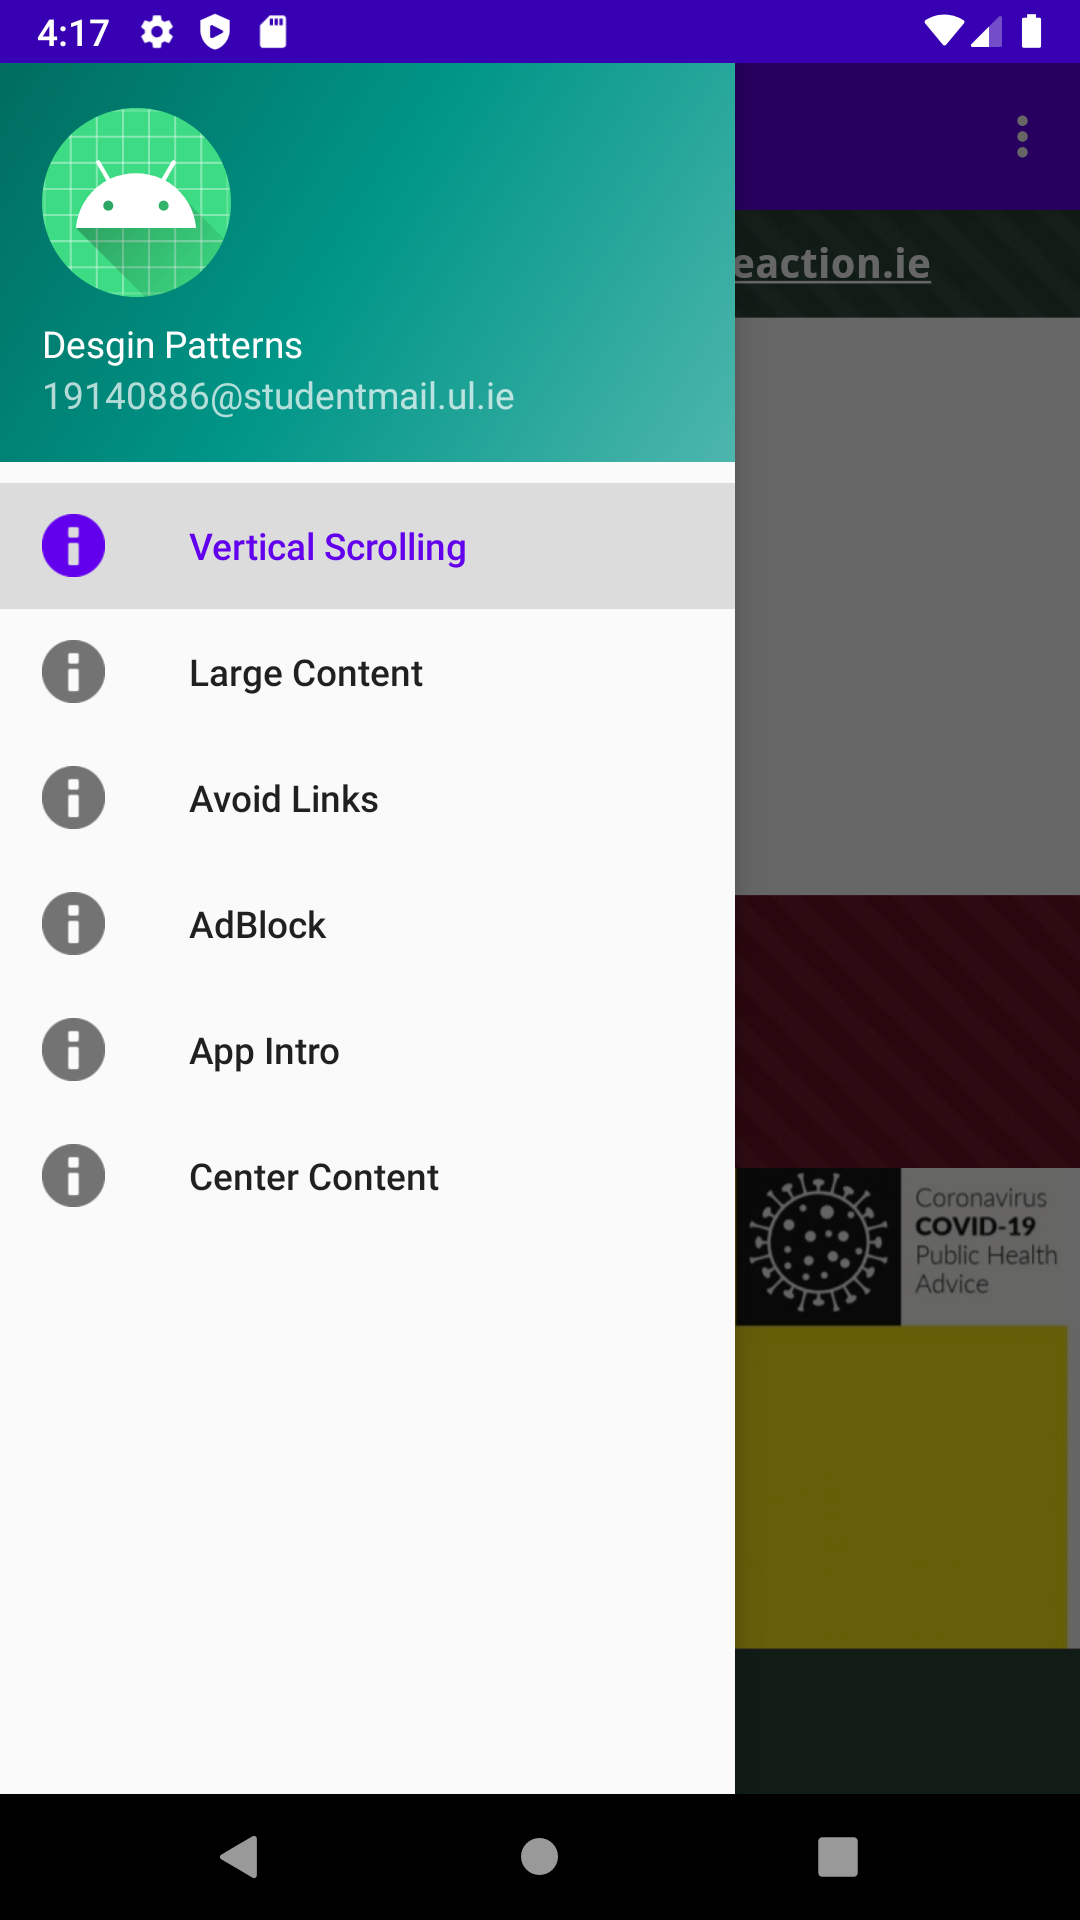 4:17
eaction.ie
Desgin Patterns
19140886@studentmail.ul.ie
Vertical Scrolling
Large Content
Avoid Links
AdBlock
App Intro
Center Content
Coronavirus
COVID-19
Public Health
Advice